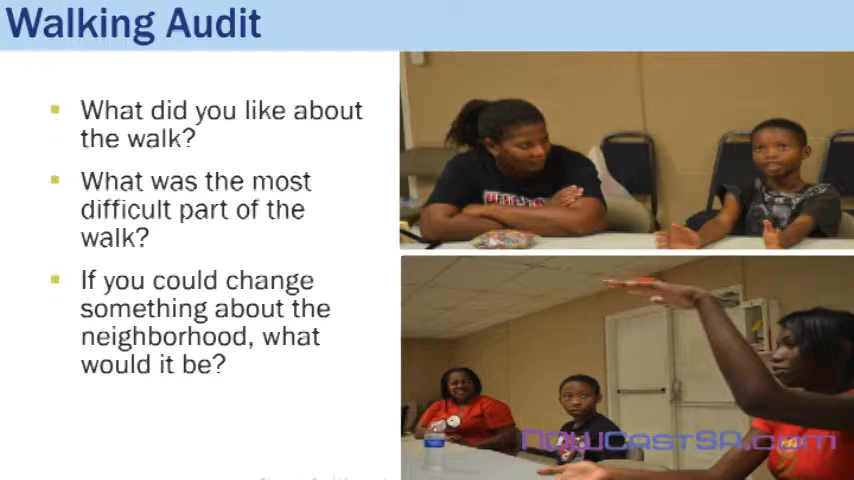 Walking Audit
What did you like about
the walk?
What was the most
difficult part of the
walk?
If you could change
something about the
neighborhood, what
would it be?
NowCastSA.com